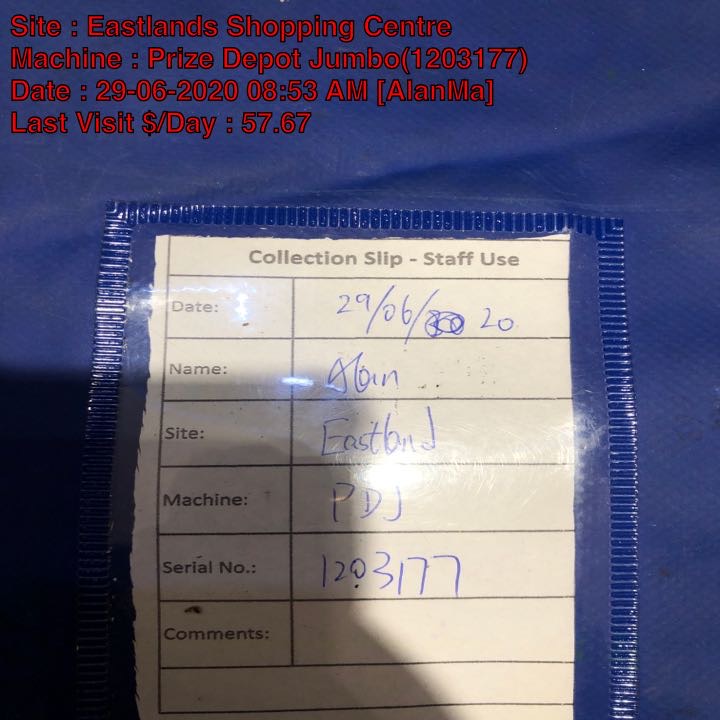 Site : Eastlands Shopping Centre
Machine : Prize Depot Jumbo(1203177)
Date : 29-06-2020 08:53 AM [AlanMa]
Last Visit $/Day : 57.67
Collection Slip - Staff Use
Date: 29/06/ 20
Name: Alan
Site: Eastland
Machine: PDJ
Serial No.: 1203177
Comments: